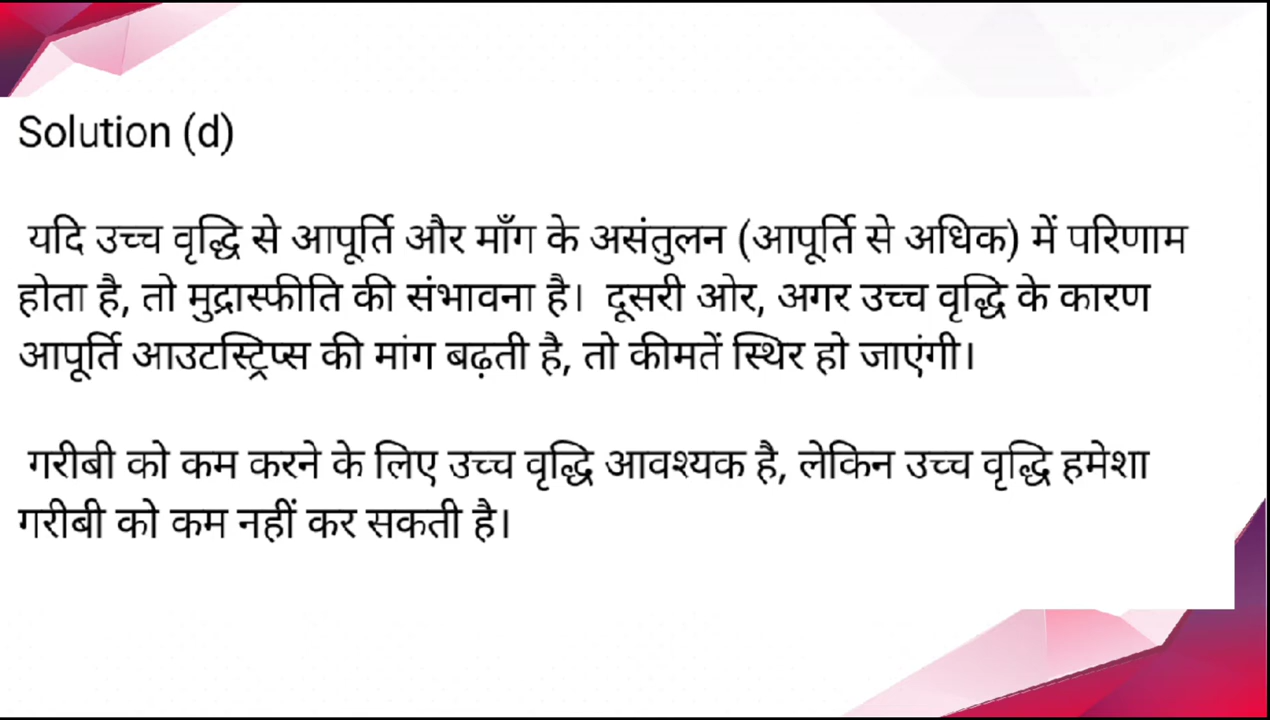 Solution (d)
यदि उच्च वृद्धि से आपूर्ति और माँग के असंतुलन (आपूर्ति से अधिक) में परिणाम
होता है, तो मुद्रास्फीति की संभावना है। दूसरी ओर, अगर उच्च वृद्धि के कारण
आपूर्ति आउटस्ट्रिप्स की मांग बढ़ती है, तो कीमतें स्थिर हो जाएंगी।
गरीबी को कम करने के लिए उच्च वृद्धि आवश्यक है, लेकिन उच्च वृद्धि हमेशा
गरीबी को कम नहीं कर सकती है।